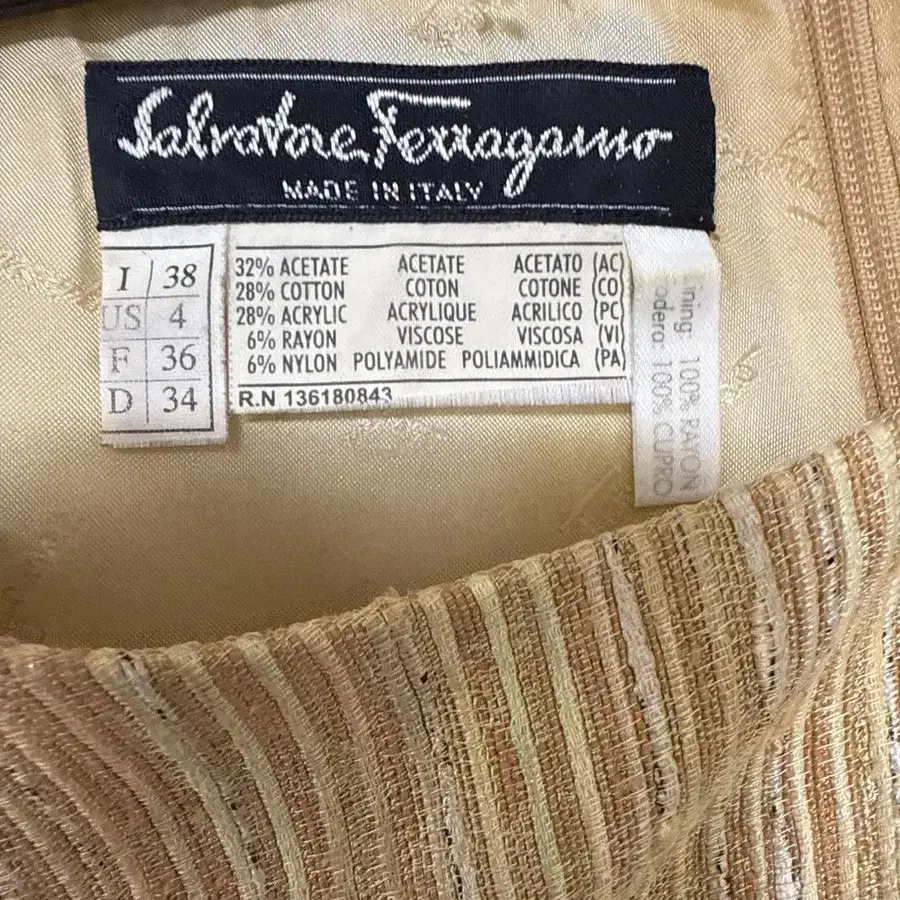 Salvatore Ferragamo
MADE IN ITALY
I 38
US 4
F 36
D 34
32% ACETATE ACETATE ACETATO (AC)
28% COTTON COTON COTONE (CO)
28% ACRYLIC ACRYLIQUE ACRILICO (PC)
6% RAYON VISCOSE VISCOSA (VI)
6% NYLON POLYAMIDE POLIAMMIDICA (PA)
R.N 136180843
Lining: 100% RAYON
odera: 100% CUPRO